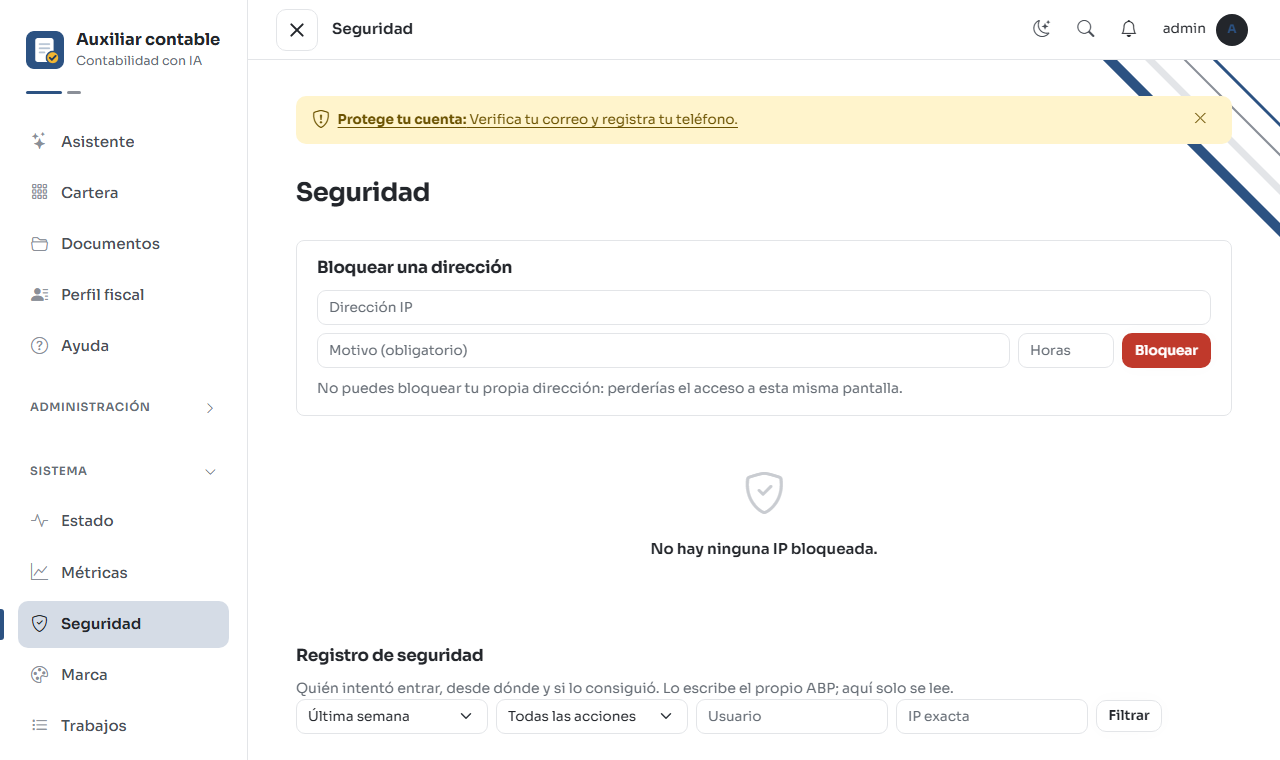 Auxiliar contable
Contabilidad con IA
Asistente
Cartera
Documentos
Perfil fiscal
Ayuda
ADMINISTRACIÓN
SISTEMA
Estado
Métricas
Seguridad
Marca
Trabajos
Seguridad
admin
A
Protege tu cuenta: Verifica tu correo y registra tu teléfono.
Seguridad
Bloquear una dirección
Dirección IP
Motivo (obligatorio)
Horas
Bloquear
No puedes bloquear tu propia dirección: perderías el acceso a esta misma pantalla.
No hay ninguna IP bloqueada.
Registro de seguridad
Quién intentó entrar, desde dónde y si lo consiguió. Lo escribe el propio ABP; aquí solo se lee.
Última semana
Todas las acciones
Usuario
IP exacta
Filtrar